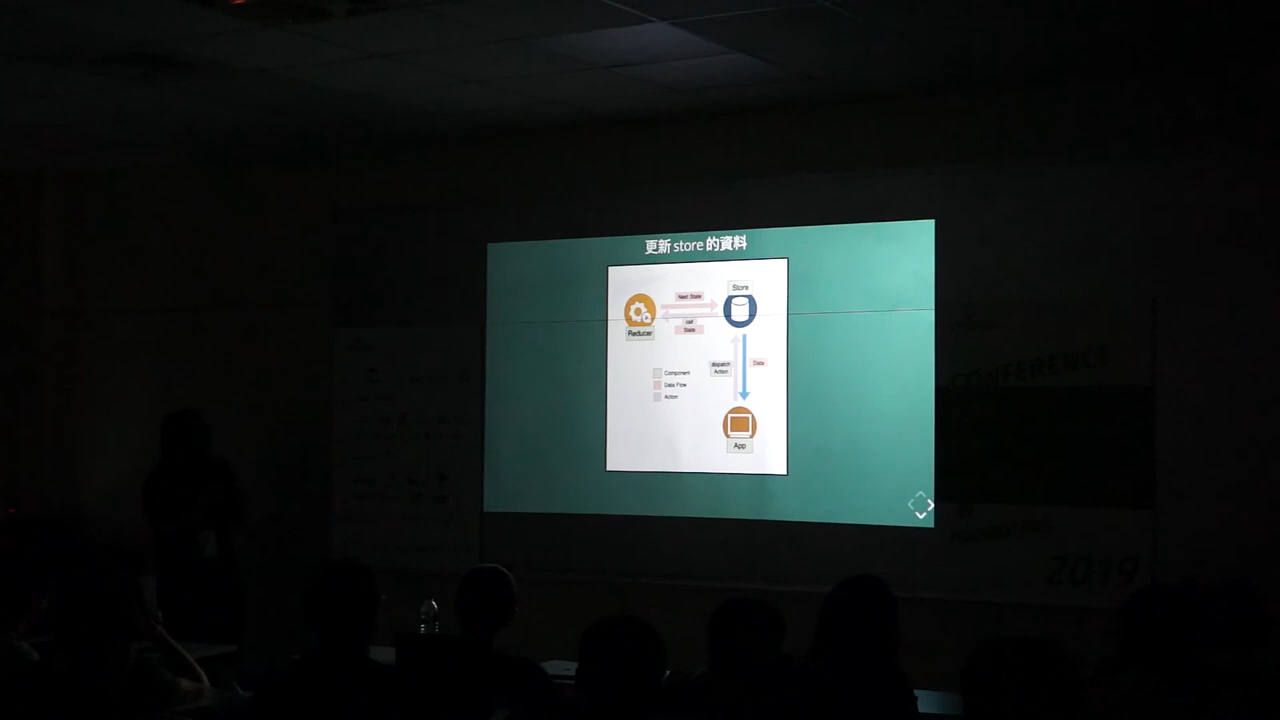 更新 store 的資料
Store
Next State
call
State
Reducer
dispatch
Action
Data
Component
Data Flow
Action
App
CONFERENCE
2019